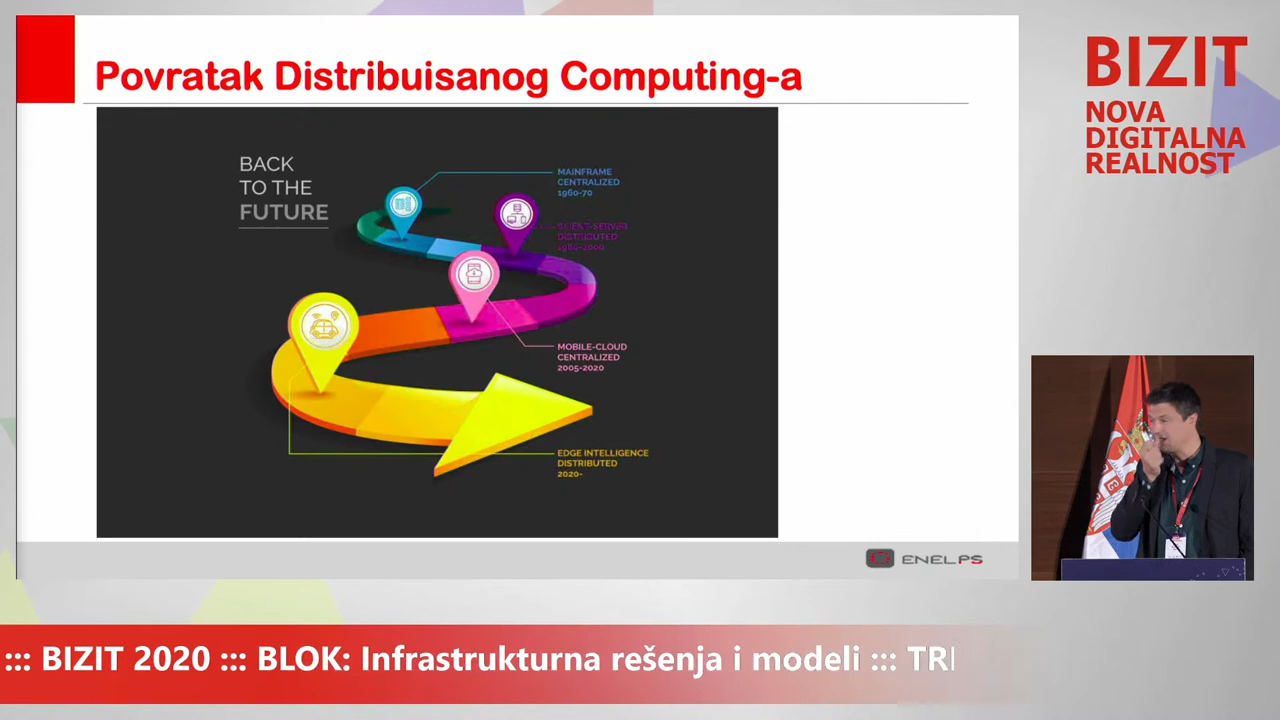 Povratak Distribuisanog Computing-a
BACK
TO THE
FUTURE
MAINFRAME
CENTRALIZED
1960-70
CLIENT-SERVER
DISTRIBUTED
1980-2000
MOBILE-CLOUD
CENTRALIZED
2005-2020
EDGE INTELLIGENCE
DISTRIBUTED
2020-
ENEL PS
BIZIT
NOVA
DIGITALNA
REALNOST
::: BIZIT 2020 ::: BLOK: Infrastrukturna rešenja i modeli ::: TRI